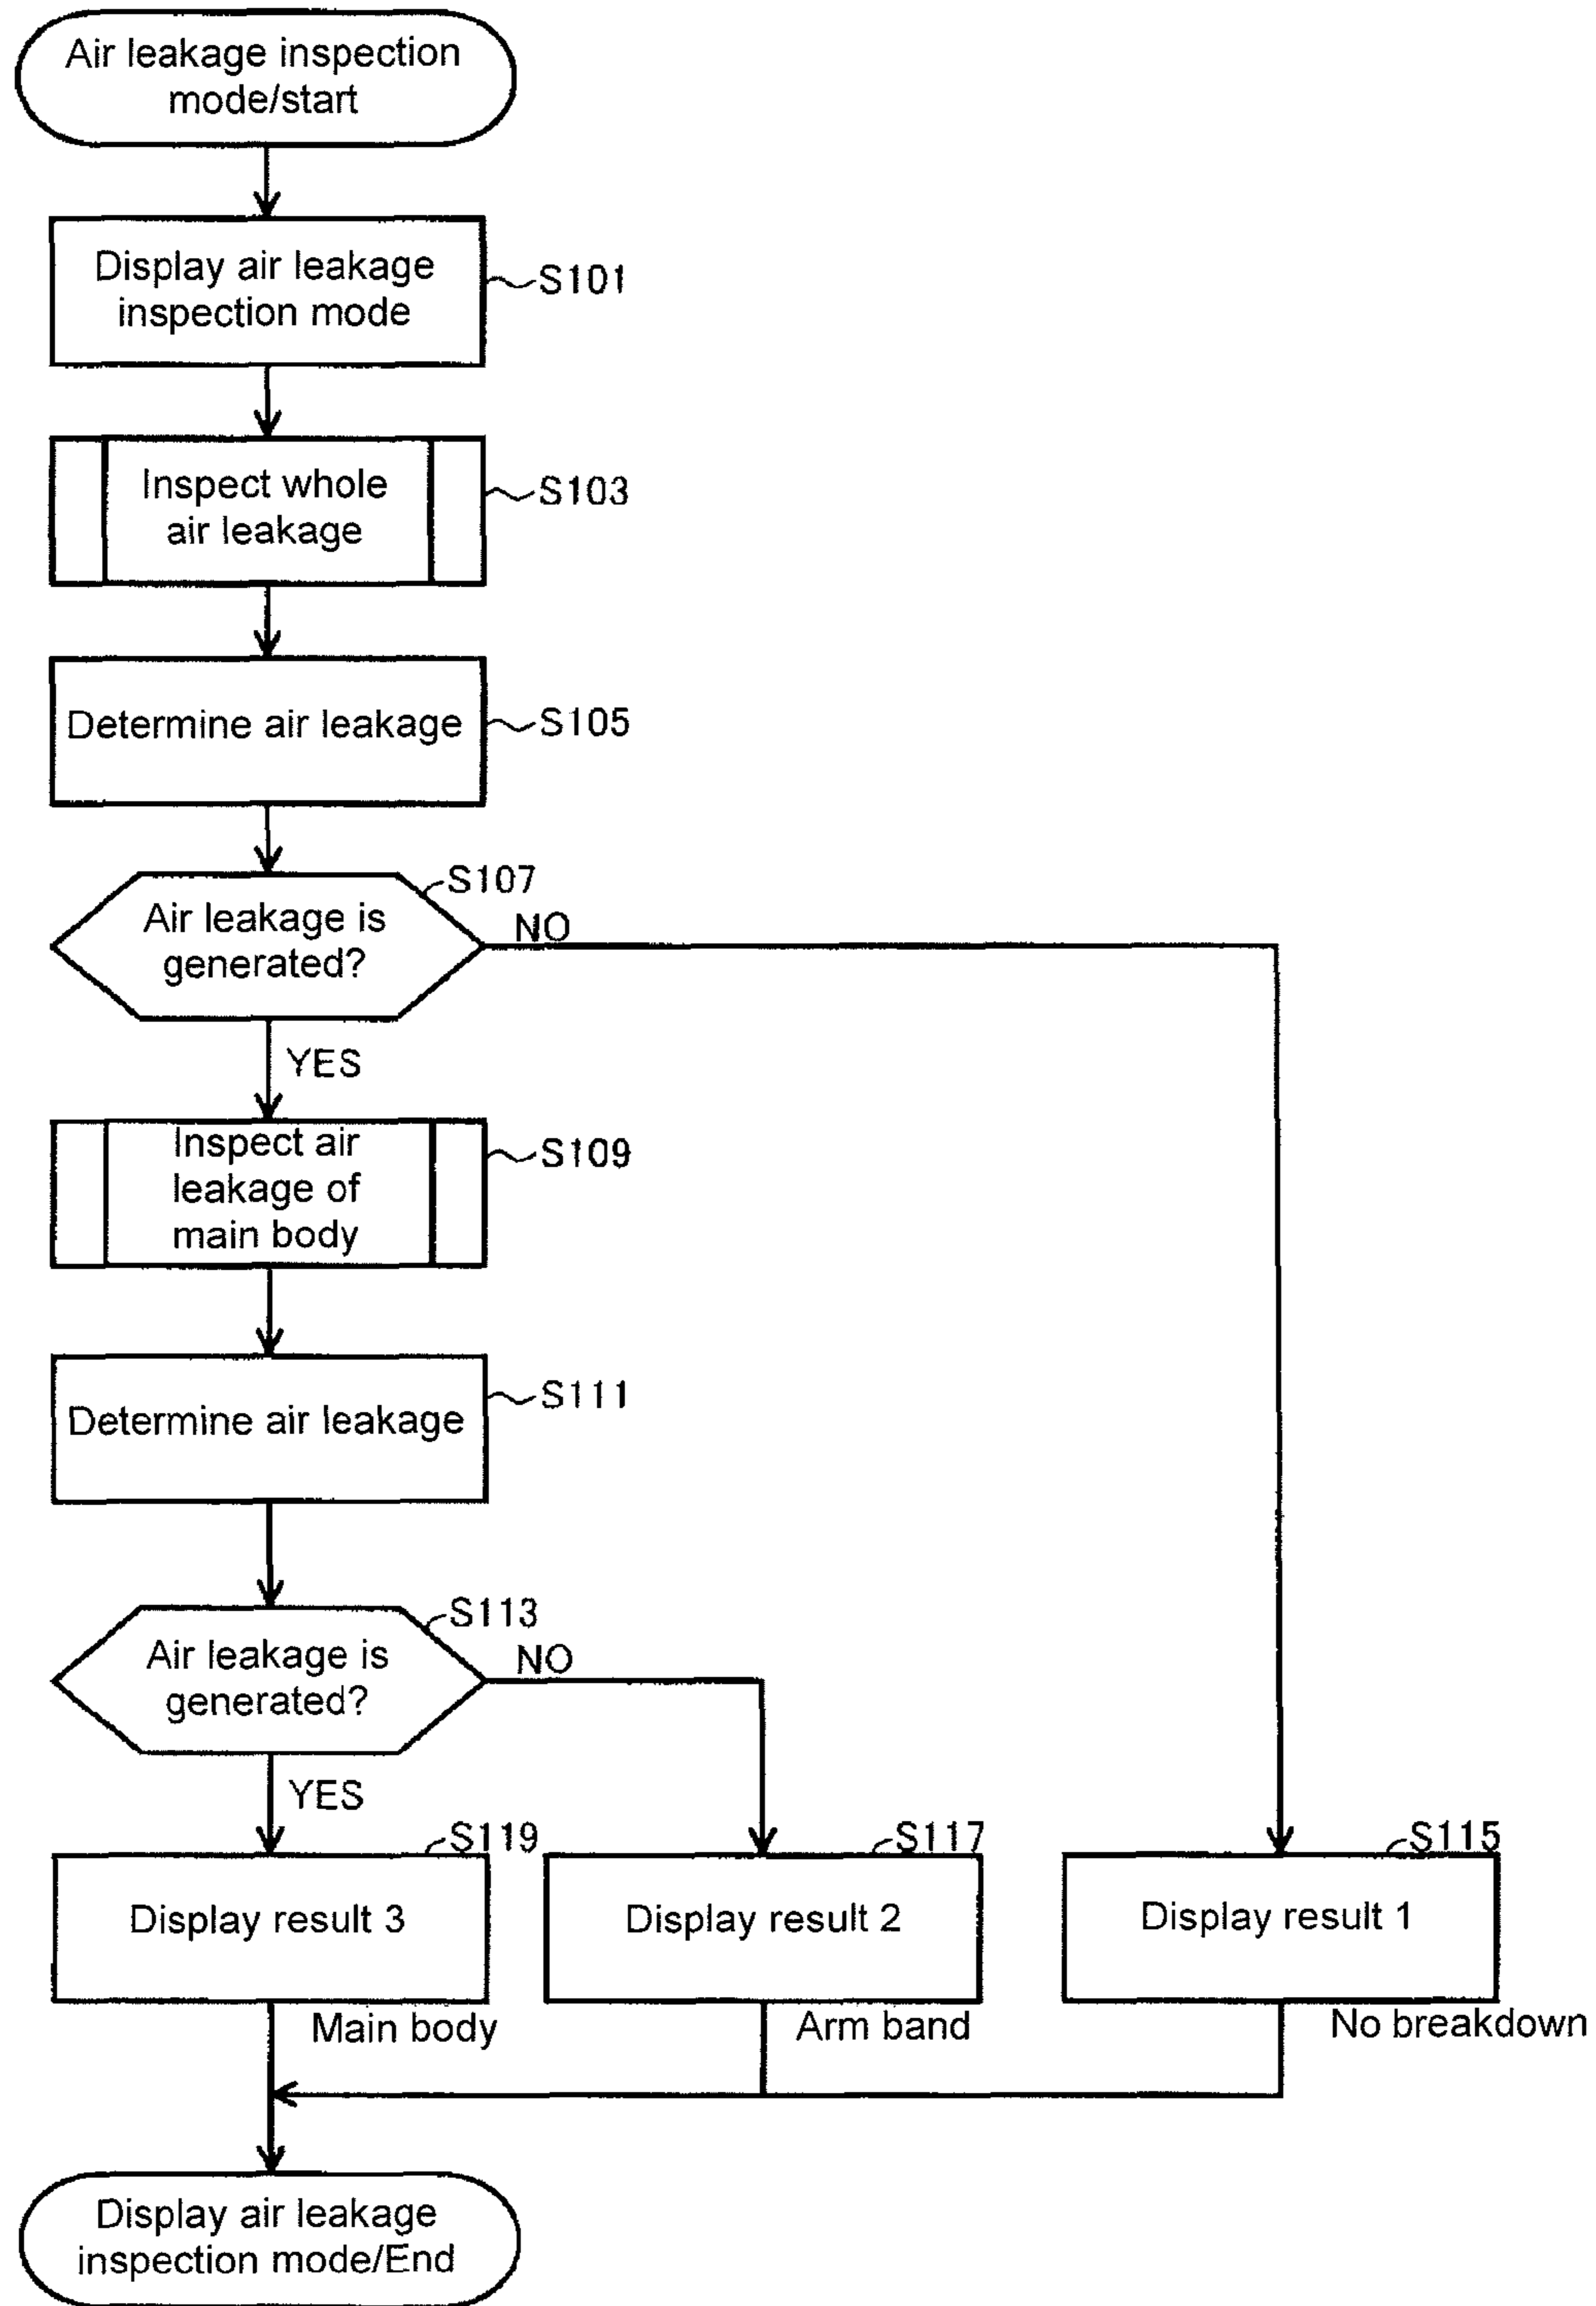 Air leakage inspection
mode/start
Display air leakage
inspection mode
S101
Inspect whole
air leakage
S103
Determine air leakage
S105
S107
Air leakage is
generated?
NO
YES
Inspect air
leakage of
main body
S109
Determine air leakage
S111
S113
Air leakage is
generated?
NO
YES
S119
Display result 3
Main body
S117
Display result 2
Arm band
S115
Display result 1
No breakdown
Display air leakage
inspection mode/End